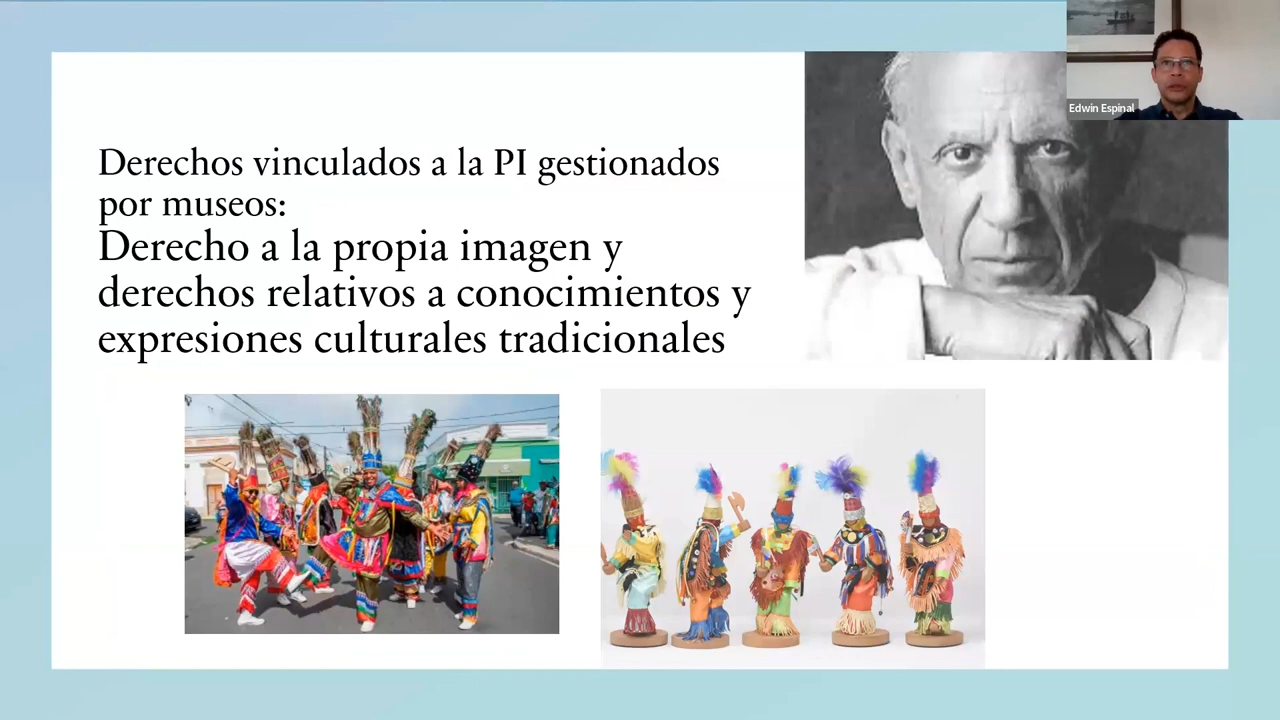 Derechos vinculados a la PI gestionados
por museos:
Derecho a la propia imagen y
derechos relativos a conocimientos y
expresiones culturales tradicionales
Edwin Espinal